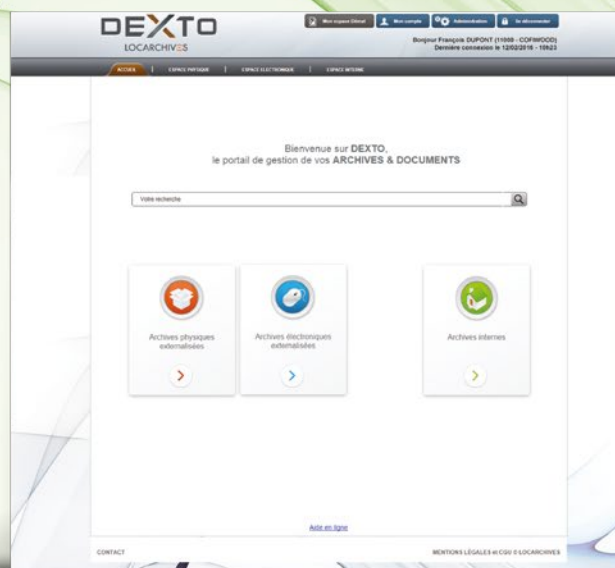 DEXTO
LOCARCHIVES
Mon espace Dématé
Mon compte
Administration
Se déconnecter
Bonjour François DUPONT (11000 - COFIWOOD)
Dernière connexion le 12/02/2016 - 10h23
ACCUEIL | ESPACE PHYSIQUE | ESPACE ELECTRONIQUE | ESPACE INTERNE
Bienvenue sur DEXTO,
le portail de gestion de vos ARCHIVES & DOCUMENTS
Votre recherche
Archives physiques
externalisées
Archives électroniques
externalisées
Archives internes
Aide en ligne
CONTACT
MENTIONS LÉGALES et CGU © LOCARCHIVES